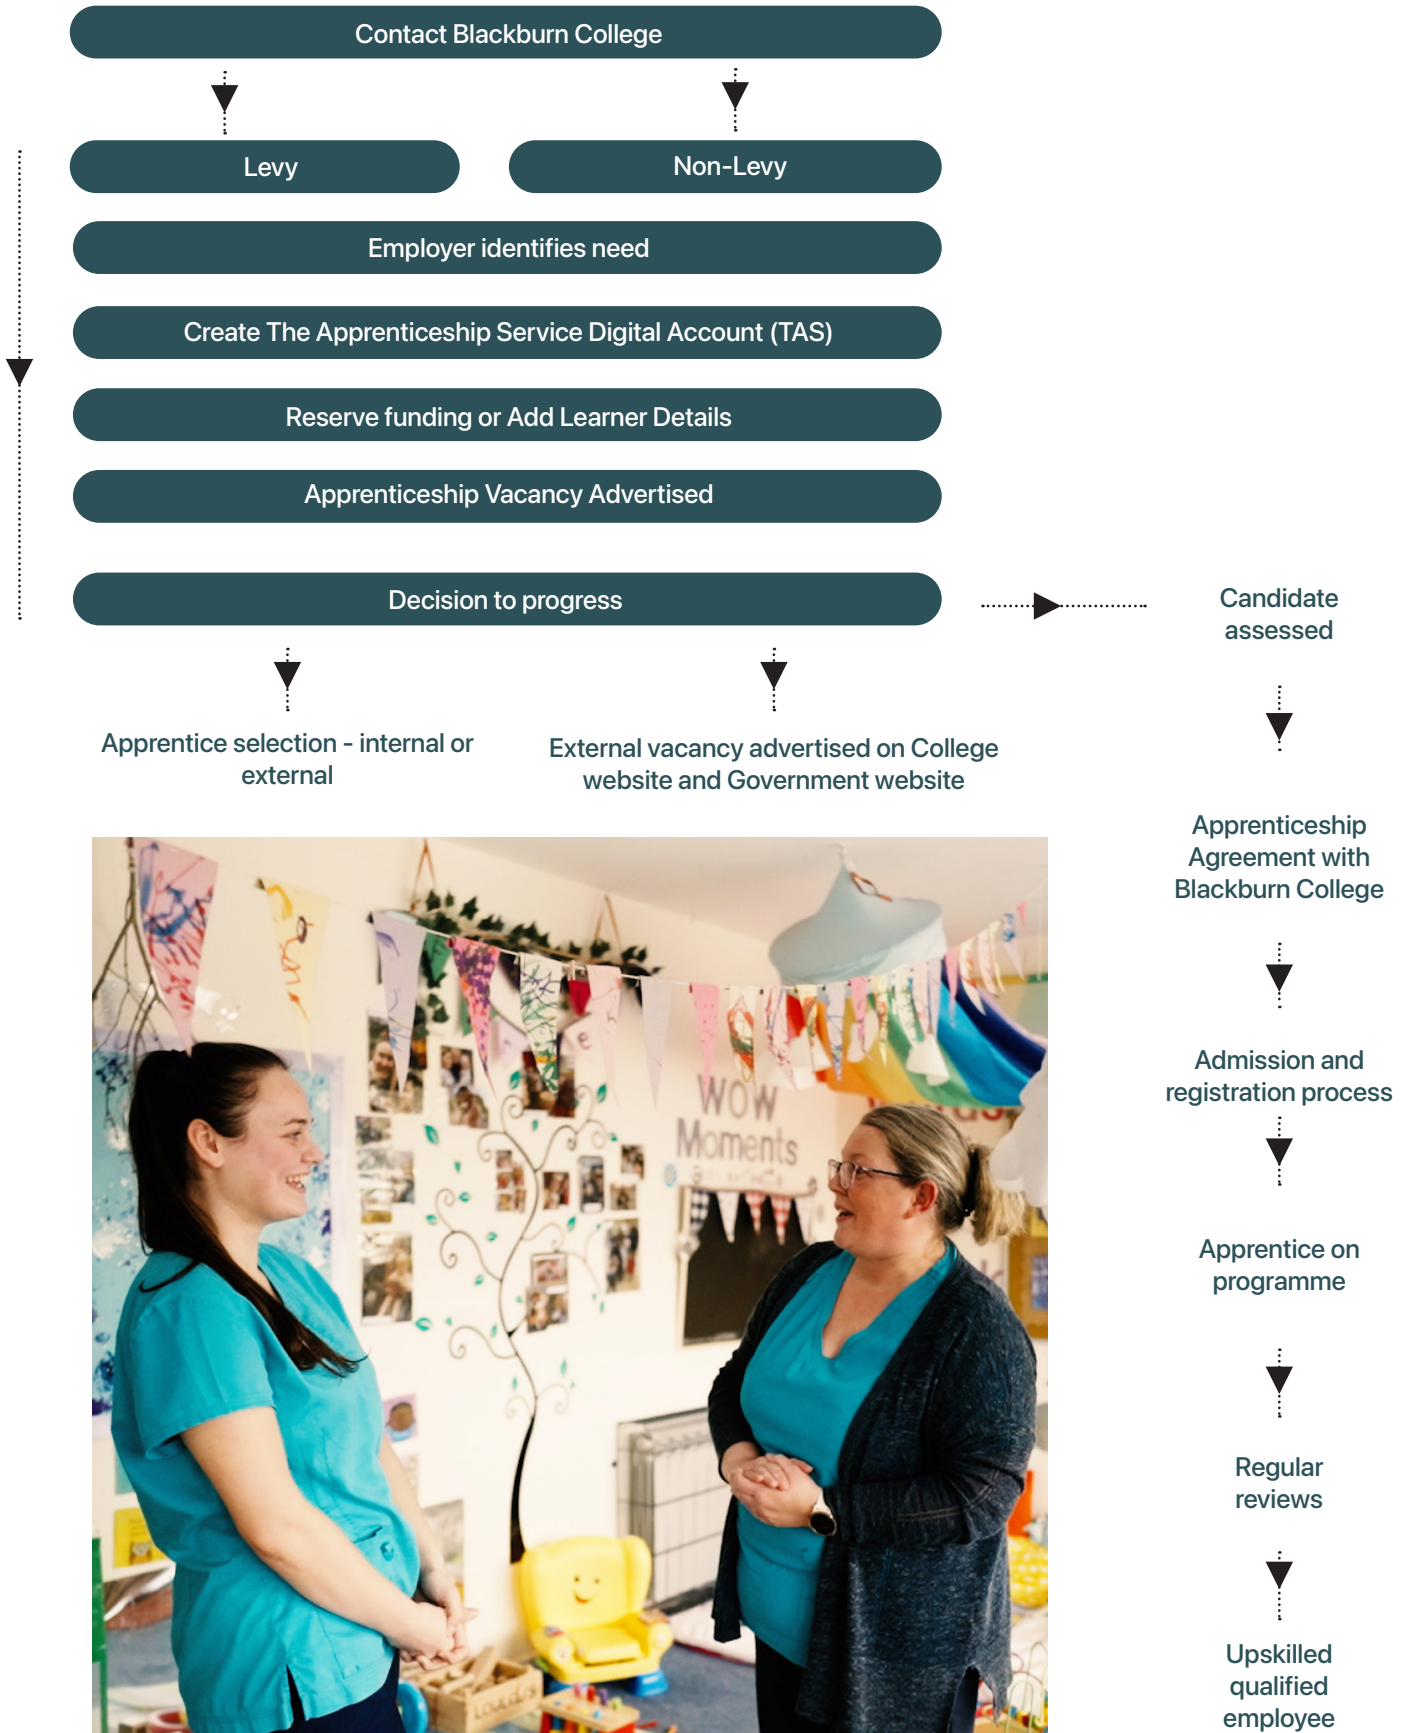 Contact Blackburn College
Levy
Non-Levy
Employer identifies need
Create The Apprenticeship Service Digital Account (TAS)
Reserve funding or Add Learner Details
Apprenticeship Vacancy Advertised
Decision to progress
Apprentice selection - internal or
external
External vacancy advertised on College
website and Government website
Candidate
assessed
Apprenticeship
Agreement with
Blackburn College
Admission and
registration process
Apprentice on
programme
Regular
reviews
Upskilled
qualified
employee
WOW
Moments